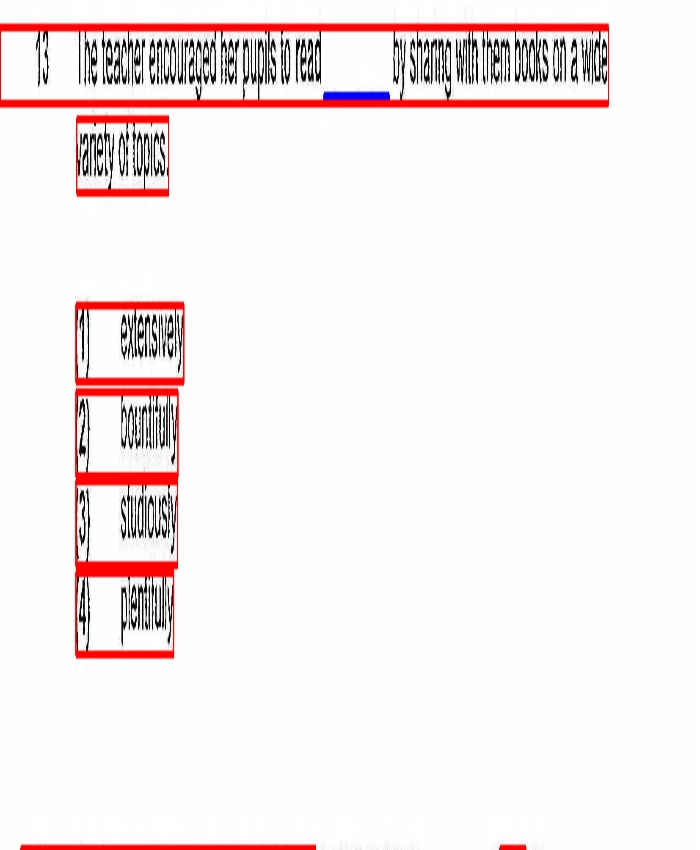 13 The teacher encouraged her pupils to read ______ by sharing with them books on a wide
variety of topics.
(1) extensively
(2) bountifully
(3) studiously
(4) plentifully